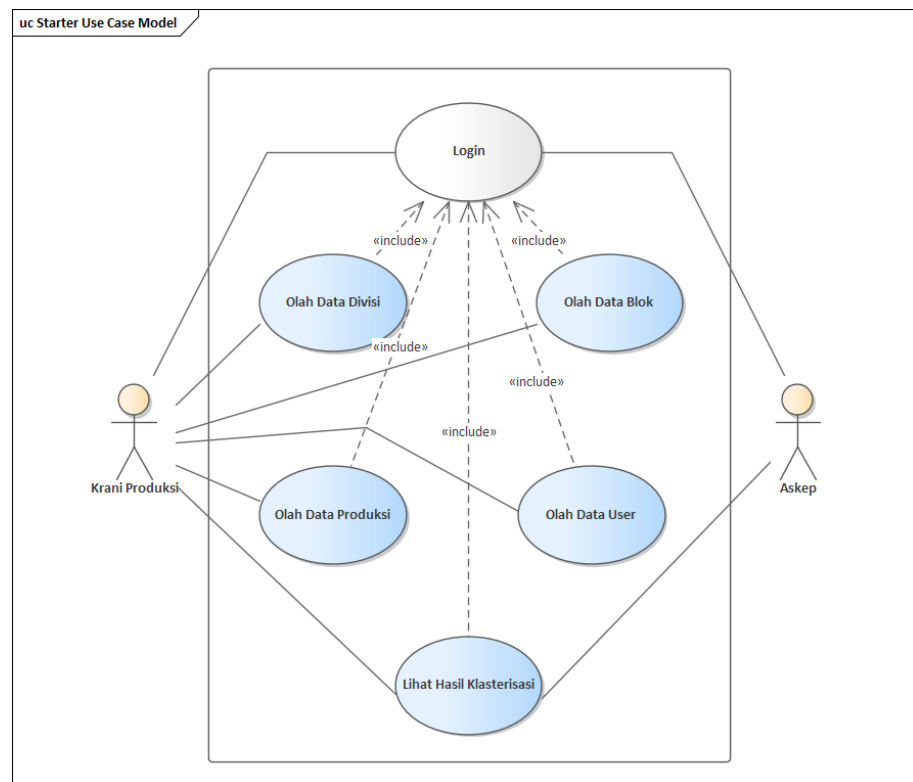 uc Starter Use Case Model
Login
«include»
«include»
Olah Data Divisi
Olah Data Blok
«include»
«include»
«include»
Krani Produksi
Askep
Olah Data Produksi
Olah Data User
Lihat Hasil Klasterisasi